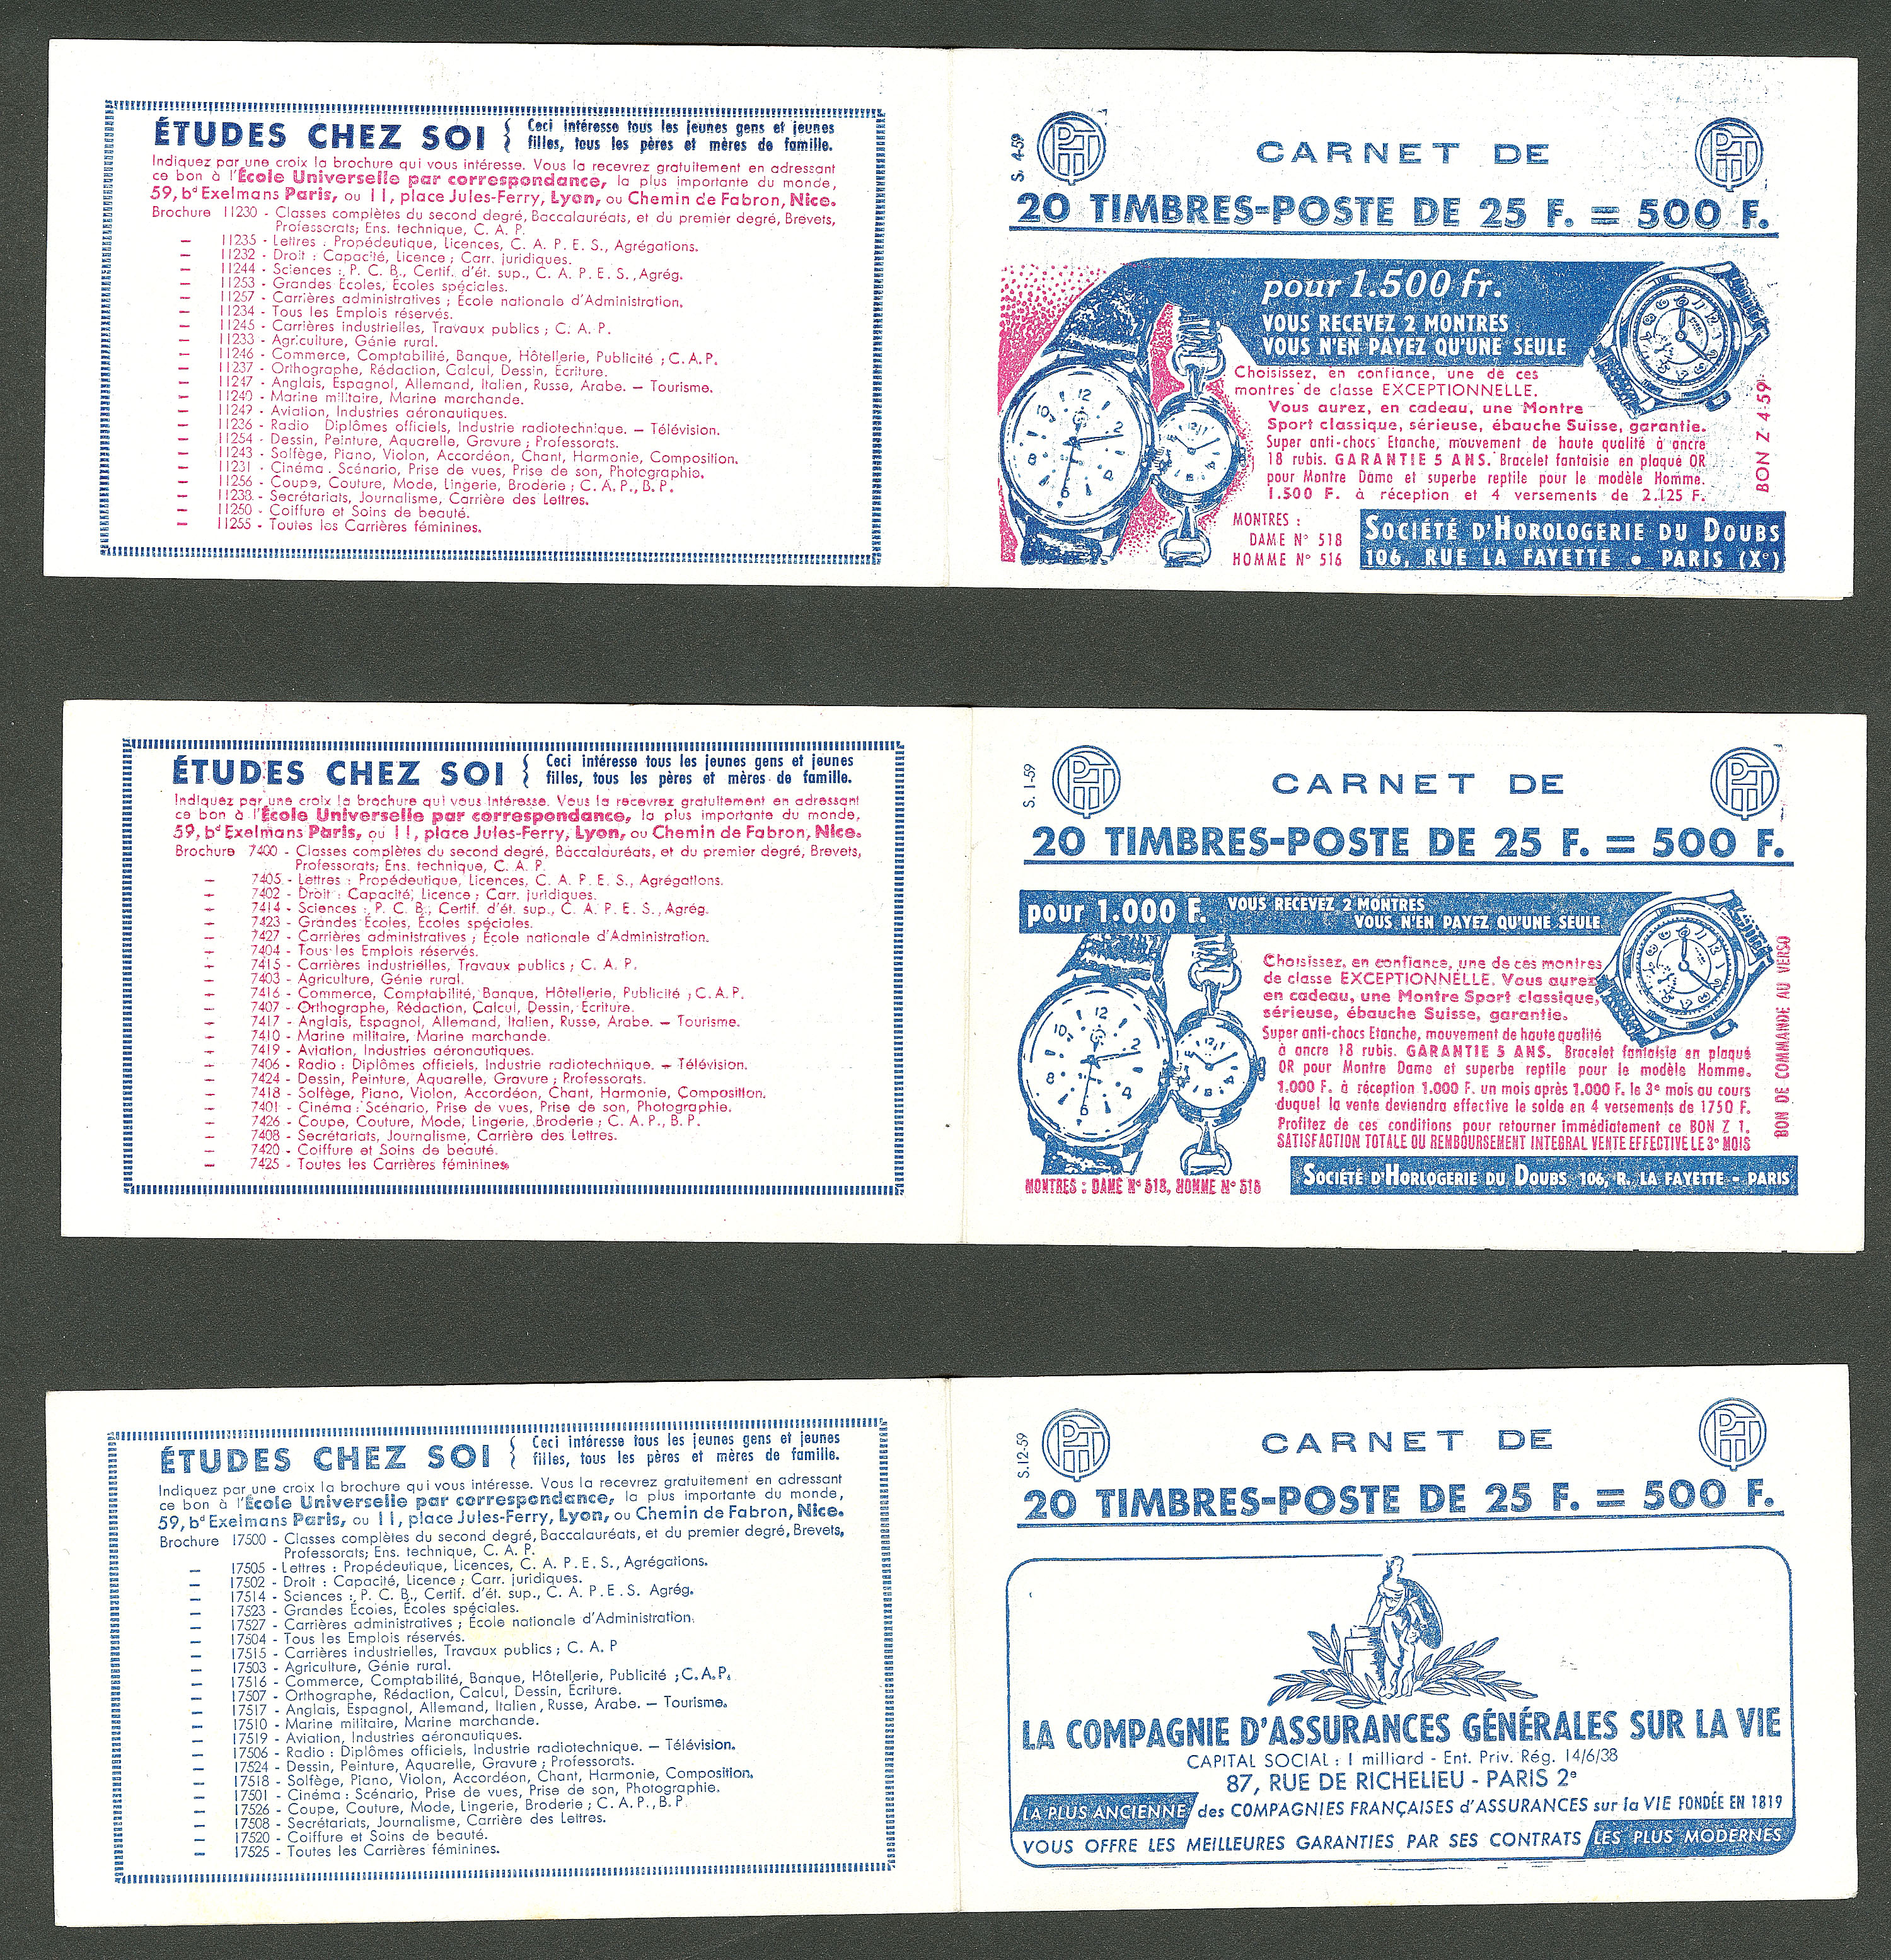 ÉTUDES CHEZ SOI { Ceci intéresse tous les jeunes gens et jeunes
filles, tous les pères et mères de famille.
Indiquez par une croix la brochure qui vous intéresse. Vous la recevrez gratuitement en adressant
ce bon à l'École Universelle par correspondance, la plus importante du monde,
59, bd Exelmans Paris, ou 11, place Jules-Ferry, Lyon, ou Chemin de Fabron, Nice.
Brochure 11230 - Classes complètes du second degré, Baccalauréats, et du premier degré, Brevets,
Professorats; Ens. technique, C. A. P.
— 11235 - Lettres : Propédeutique, Licences, C. A. P. E. S., Agrégations.
— 11232 - Droit : Capacité, Licence ; Carr. juridiques.
— 11244 - Sciences : P. C. B., Certif. d'ét. sup., C. A. P. E. S., Agrég.
— 11253 - Grandes Écoles, Écoles spéciales.
— 11257 - Carrières administratives ; École nationale d'Administration.
— 11234 - Tous les Emplois réservés.
— 11245 - Carrières industrielles, Travaux publics ; C. A. P.
— 11233 - Agriculture, Génie rural.
— 11246 - Commerce, Comptabilité, Banque, Hôtellerie, Publicité ; C.A.P.
— 11237 - Orthographe, Rédaction, Calcul, Dessin, Écriture.
— 11247 - Anglais, Espagnol, Allemand, Italien, Russe, Arabe. — Tourisme.
— 11240 - Marine militaire, Marine marchande.
— 11249 - Aviation, Industries aéronautiques.
— 11236 - Radio Diplômes officiels, Industrie radiotechnique. — Télévision.
— 11254 - Dessin, Peinture, Aquarelle, Gravure ; Professorats.
— 11243 - Solfège, Piano, Violon, Accordéon, Chant, Harmonie, Composition.
— 11231 - Cinéma : Scénario, Prise de vues, Prise de son, Photographie.
— 11256 - Coupe, Couture, Mode, Lingerie, Broderie ; C. A. P., B. P.
— 11238 - Secrétariats, Journalisme, Carrière des Lettres.
— 11250 - Coiffure et Soins de beauté.
— 11255 - Toutes les Carrières féminines.
S. 4-59
PTT
CARNET DE
PTT
20 TIMBRES-POSTE DE 25 F. = 500 F.
pour 1.500 fr.
VOUS RECEVEZ 2 MONTRES
VOUS N'EN PAYEZ QU'UNE SEULE
Choisissez, en confiance, une de ces
montres de classe EXCEPTIONNELLE.
Vous aurez, en cadeau, une Montre
Sport classique, sérieuse, ébauche Suisse, garantie.
Super anti-chocs Etanche, mouvement de haute qualité à ancre
18 rubis. GARANTIE 5 ANS. Bracelet fantaisie en plaqué OR
pour Montre Dame et superbe reptile pour le modèle Homme.
1.500 F. à réception et 4 versements de 2.125 F.
BON Z 4-59
MONTRES :
DAME N° 518
HOMME N° 516
SOCIÉTÉ D'HOROLOGERIE DU DOUBS
106, RUE LA FAYETTE • PARIS (Xe)
ÉTUDES CHEZ SOI { Ceci intéresse tous les jeunes gens et jeunes
filles, tous les pères et mères de famille.
Indiquez par une croix la brochure qui vous intéresse. Vous la recevrez gratuitement en adressant
ce bon à l'École Universelle par correspondance, la plus importante du monde,
59, bd Exelmans Paris, ou 11, place Jules-Ferry, Lyon, ou Chemin de Fabron, Nice.
Brochure 7400 - Classes complètes du second degré, Baccalauréats, et du premier degré, Brevets,
Professorats; Ens. technique, C. A. P.
— 7405 - Lettres : Propédeutique, Licences, C. A. P. E. S., Agrégations.
— 7402 - Droit : Capacité, Licence ; Carr. juridiques.
— 7414 - Sciences : P. C. B., Certif. d'ét. sup., C. A. P. E. S., Agrég.
— 7423 - Grandes Écoles, Écoles spéciales.
— 7427 - Carrières administratives ; École nationale d'Administration.
— 7404 - Tous les Emplois réservés.
— 7415 - Carrières industrielles, Travaux publics ; C. A. P.
— 7403 - Agriculture, Génie rural.
— 7416 - Commerce, Comptabilité, Banque, Hôtellerie, Publicité ; C.A.P.
— 7407 - Orthographe, Rédaction, Calcul, Dessin, Écriture.
— 7417 - Anglais, Espagnol, Allemand, Italien, Russe, Arabe. — Tourisme.
— 7410 - Marine militaire, Marine marchande.
— 7419 - Aviation, Industries aéronautiques.
— 7406 - Radio : Diplômes officiels, Industrie radiotechnique. — Télévision.
— 7424 - Dessin, Peinture, Aquarelle, Gravure ; Professorats.
— 7418 - Solfège, Piano, Violon, Accordéon, Chant, Harmonie, Composition.
— 7401 - Cinéma : Scénario, Prise de vues, Prise de son, Photographie.
— 7426 - Coupe, Couture, Mode, Lingerie, Broderie ; C. A. P., B. P.
— 7408 - Secrétariats, Journalisme, Carrière des Lettres.
— 7420 - Coiffure et Soins de beauté.
— 7425 - Toutes les Carrières féminines.
S. 1-59
PTT
CARNET DE
PTT
20 TIMBRES-POSTE DE 25 F. = 500 F.
pour 1.000 F. VOUS RECEVEZ 2 MONTRES
VOUS N'EN PAYEZ QU'UNE SEULE
Choisissez, en confiance, une de ces montres
de classe EXCEPTIONNELLE. Vous aurez
en cadeau, une Montre Sport classique,
sérieuse, ébauche Suisse, garantie.
Super anti-chocs Etanche, mouvement de haute qualité
à ancre 18 rubis. GARANTIE 5 ANS. Bracelet fantaisie en plaqué
OR pour Montre Dame et superbe reptile pour le modèle Homme.
1.000 F. à réception 1.000 F. un mois après 1.000 F. le 3e mois au cours
duquel la vente deviendra effective le solde en 4 versements de 1750 F.
Profitez de ces conditions pour retourner immédiatement ce BON Z 1.
SATISFACTION TOTALE OU REMBOURSEMENT INTEGRAL VENTE EFFECTIVE LE 3e MOIS
BON DE COMMANDE AU VERSO
MONTRES : DAME N° 518, HOMME N° 516
SOCIÉTÉ D'HORLOGERIE DU DOUBS 106, R. LA FAYETTE - PARIS
ÉTUDES CHEZ SOI { Ceci intéresse tous les jeunes gens et jeunes
filles, tous les pères et mères de famille.
Indiquez par une croix la brochure qui vous intéresse. Vous la recevrez gratuitement en adressant
ce bon à l'École Universelle par correspondance, la plus importante du monde,
59, bd Exelmans Paris, ou 11, place Jules-Ferry, Lyon, ou Chemin de Fabron, Nice.
Brochure 17500 - Classes complètes du second degré, Baccalauréats, et du premier degré, Brevets,
Professorats; Ens. technique, C. A. P.
— 17505 - Lettres : Propédeutique, Licences, C. A. P. E. S., Agrégations.
— 17502 - Droit : Capacité, Licence ; Carr. juridiques.
— 17514 - Sciences : P. C. B., Certif. d'ét. sup., C. A. P. E. S. Agrég.
— 17523 - Grandes Écoles, Écoles spéciales.
— 17527 - Carrières administratives ; École nationale d'Administration.
— 17504 - Tous les Emplois réservés.
— 17515 - Carrières industrielles, Travaux publics ; C. A. P
— 17503 - Agriculture, Génie rural.
— 17516 - Commerce, Comptabilité, Banque, Hôtellerie, Publicité ; C.A.P.
— 17507 - Orthographe, Rédaction, Calcul, Dessin, Écriture.
— 17517 - Anglais, Espagnol, Allemand, Italien, Russe, Arabe. — Tourisme.
— 17510 - Marine militaire, Marine marchande.
— 17519 - Aviation, Industries aéronautiques.
— 17506 - Radio : Diplômes officiels, Industrie radiotechnique. — Télévision.
— 17524 - Dessin, Peinture, Aquarelle, Gravure ; Professorats.
— 17518 - Solfège, Piano, Violon, Accordéon, Chant, Harmonie, Composition.
— 17501 - Cinéma : Scénario, Prise de vues, Prise de son, Photographie.
— 17526 - Coupe, Couture, Mode, Lingerie, Broderie ; C. A. P., B. P.
— 17508 - Secrétariats, Journalisme, Carrière des Lettres.
— 17520 - Coiffure et Soins de beauté.
— 17525 - Toutes les Carrières féminines.
S. 12-59
PTT
CARNET DE
PTT
20 TIMBRES-POSTE DE 25 F. = 500 F.
LA COMPAGNIE D'ASSURANCES GÉNÉRALES SUR LA VIE
CAPITAL SOCIAL : 1 milliard - Ent. Priv. Rég. 14/6/38
87, RUE DE RICHELIEU - PARIS 2e
LA PLUS ANCIENNE des COMPAGNIES FRANÇAISES d'ASSURANCES sur la VIE FONDÉE EN 1819
VOUS OFFRE LES MEILLEURES GARANTIES PAR SES CONTRATS LES PLUS MODERNES